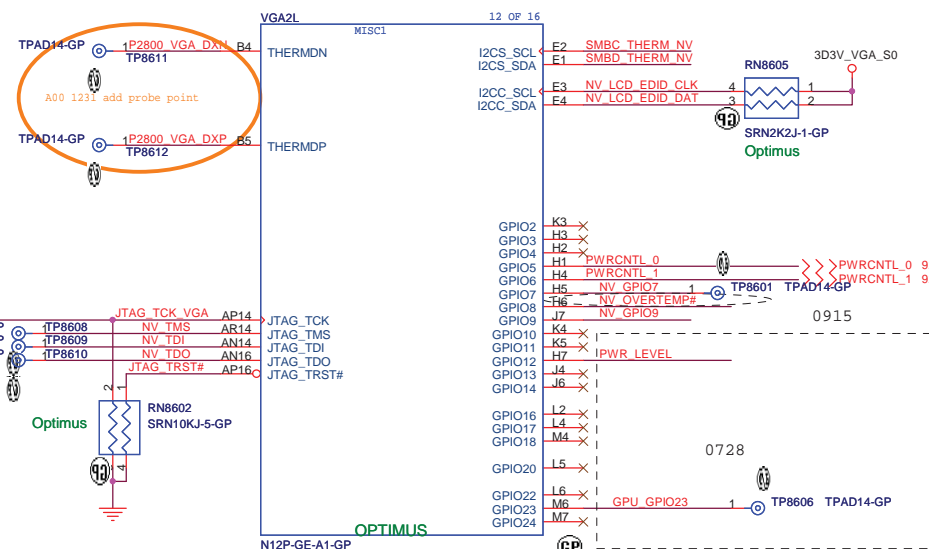 VGA2L
12 OF 16
MISC1
TPAD14-GP
1
P2800_VGA_DXN
B4
THERMDN
TP8611
A00 1231 add probe point
TPAD14-GP
1
P2800_VGA_DXP
B5
THERMDP
TP8612
I2CS_SCL
E2
SMBC_THERM_NV
I2CS_SDA
E1
SMBD_THERM_NV
I2CC_SCL
E3
NV_LCD_EDID_CLK
4
1
I2CC_SDA
E4
NV_LCD_EDID_DAT
3
2
RN8605
3D3V_VGA_S0
SRN2K2J-1-GP
Optimus
GPIO2
K3
GPIO3
H3
GPIO4
H2
GPIO5
H1
PWRCNTL_0
PWRCNTL_0 9
GPIO6
H4
PWRCNTL_1
PWRCNTL_1 9
GPIO7
H5
NV_GPIO7
1
TP8601
TPAD14-GP
GPIO8
NV_OVERTEMP#
GPIO9
J7
NV_GPIO9
0915
GPIO10
K4
GPIO11
K5
GPIO12
H7
PWR_LEVEL
GPIO13
J4
GPIO14
J6
GPIO16
L2
GPIO17
L4
GPIO18
M4
GPIO20
L5
0728
GPIO22
L6
GPIO23
M6
GPU_GPIO23
1
TP8606
TPAD14-GP
GPIO24
M7
JTAG_TCK_VGA
AP14
JTAG_TCK
TP8608
1
NV_TMS
AR14
JTAG_TMS
TP8609
1
NV_TDI
AN14
JTAG_TDI
TP8610
1
NV_TDO
AN16
JTAG_TDO
JTAG_TRST#
AP16
JTAG_TRST#
2
1
RN8602
SRN10KJ-5-GP
Optimus
4
GP
OPTIMUS
N12P-GE-A1-GP
GP